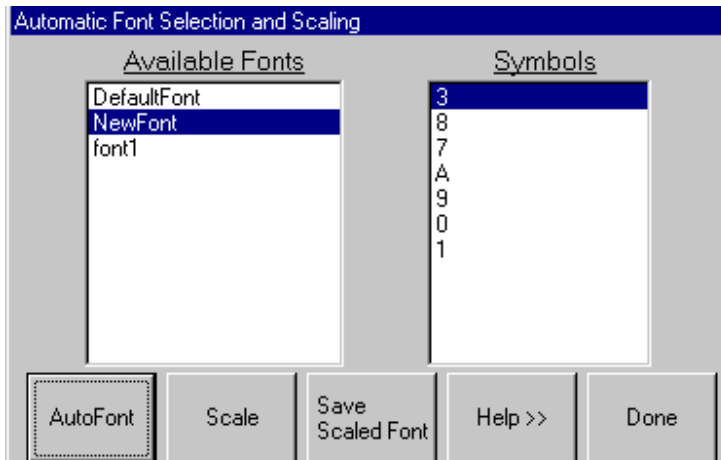 Automatic Font Selection and Scaling
Available Fonts
Symbols
DefaultFont
NewFont
font1
3
8
7
A
9
0
1
AutoFont
Scale
Save
Scaled Font
Help >>
Done